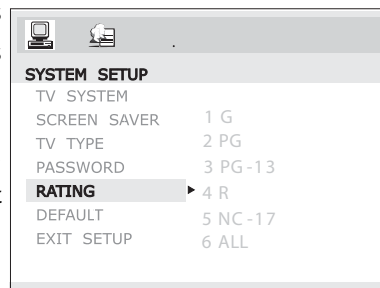 SYSTEM SETUP
TV SYSTEM
SCREEN SAVER
TV TYPE
PASSWORD
RATING
DEFAULT
EXIT SETUP
1 G
2 PG
3 PG-13
4 R
5 NC-17
6 ALL